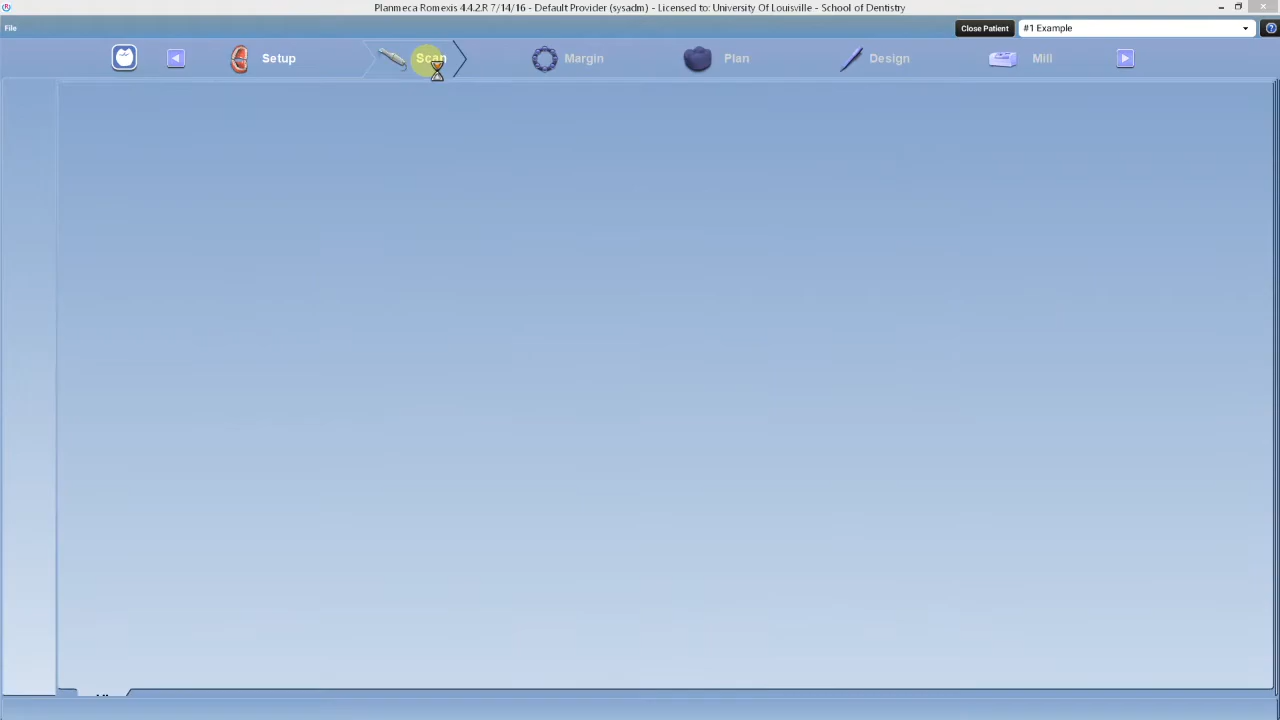 Planmeca Romexis 4.4.2.R 7/14/16 - Default Provider (sysadm) - Licensed to: University Of Louisville - School of Dentistry
File
Close Patient
#1 Example
?
Setup
Scan
Margin
Plan
Design
Mill